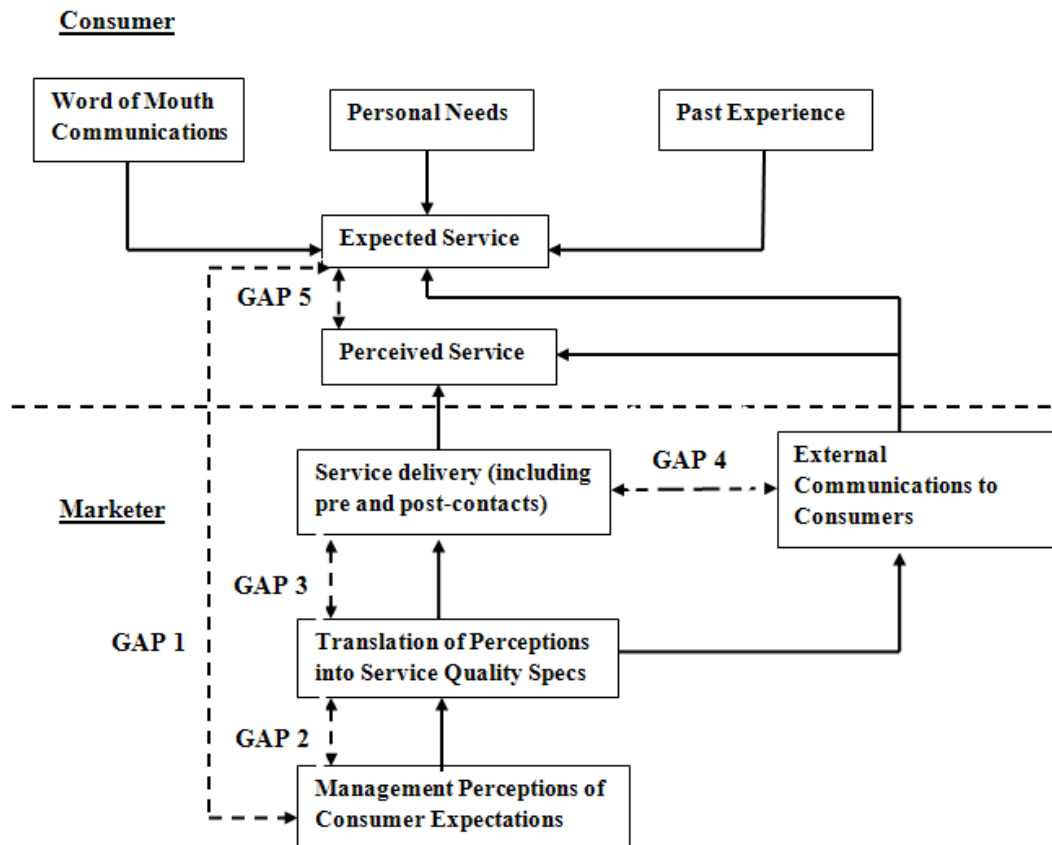 Consumer
Word of Mouth
Communications
Personal Needs
Past Experience
Expected Service
GAP 5
Perceived Service
Service delivery (including
pre and post-contacts)
GAP 4
External
Communications to
Consumers
Marketer
GAP 3
GAP 1
Translation of Perceptions
into Service Quality Specs
GAP 2
Management Perceptions of
Consumer Expectations